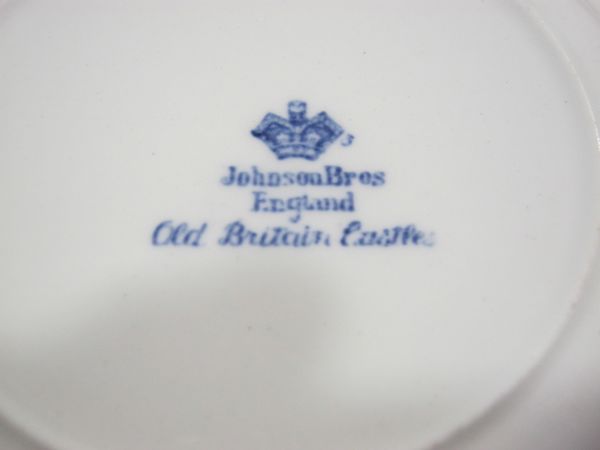 Johnson Bros
England
Old Britain Castles